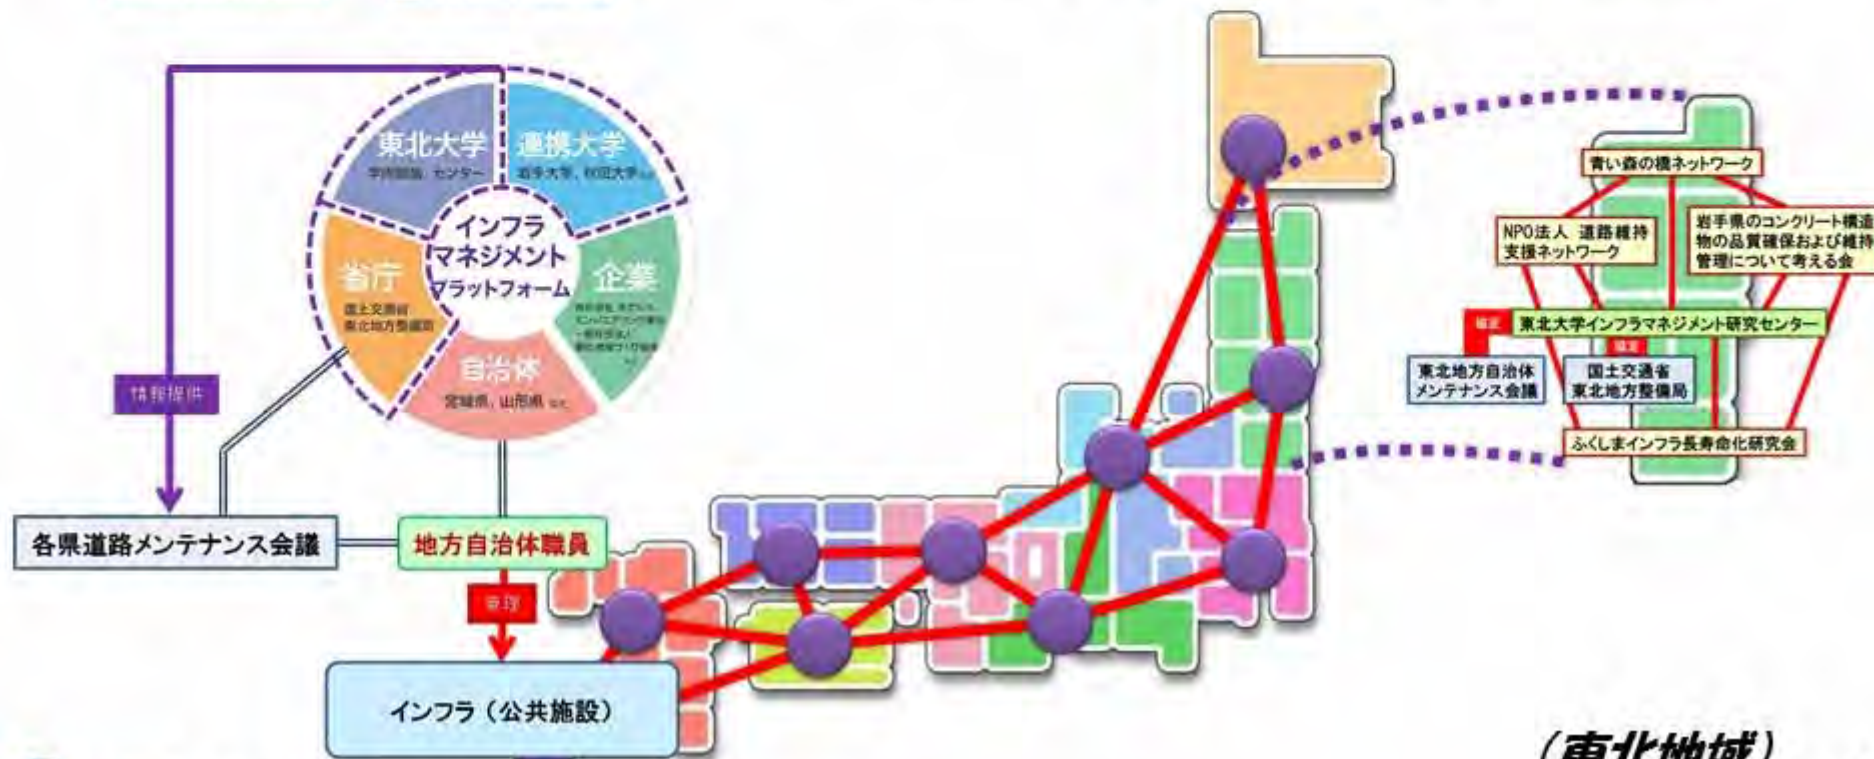 東北大学
連携大学
岩手大学、秋田大学など
インフラ
マネジメント
プラットフォーム
省庁
国土交通省
東北地方整備局
企業
自治体
宮城県、山形県 など
情報提供
各県道路メンテナンス会議
地方自治体職員
管理
インフラ（公共施設）
青い森の橋ネットワーク
NPO法人 道路維持
支援ネットワーク
岩手県のコンクリート構造
物の品質確保および維持
管理について考える会
協定
東北大学インフラマネジメント研究センター
協定
東北地方自治体
メンテナンス会議
国土交通省
東北地方整備局
ふくしまインフラ長寿命化研究会
（東北地域）